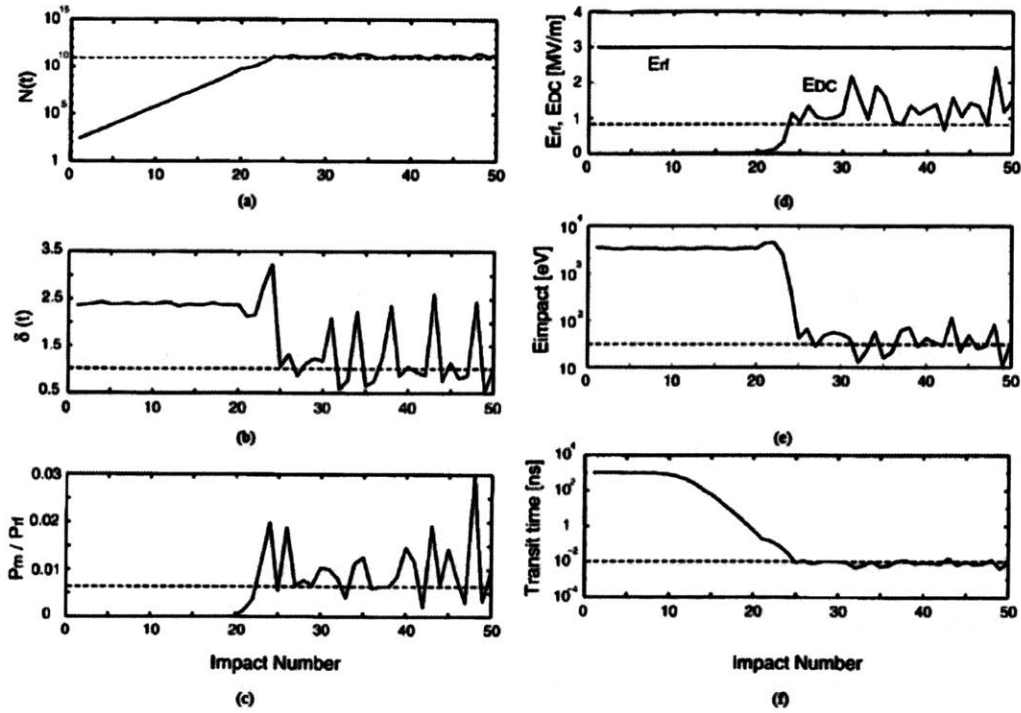 10^15
10^10
10^5
1
N(t)
0 10 20 30 40 50
(a)
4
3
2
1
0
Erf, EDC [MV/m]
Erf
EDC
0 10 20 30 40 50
(d)
3.5
2.5
1.5
0.5
δ (t)
0 10 20 30 40 50
(b)
10^4
10^3
10^2
10
Eimpact [eV]
0 10 20 30 40 50
(e)
0.03
0.02
0.01
0
Pm / Prf
0 10 20 30 40 50
Impact Number
(c)
10^4
10^2
1
10^-2
10^-4
Transit time [ns]
0 10 20 30 40 50
Impact Number
(f)